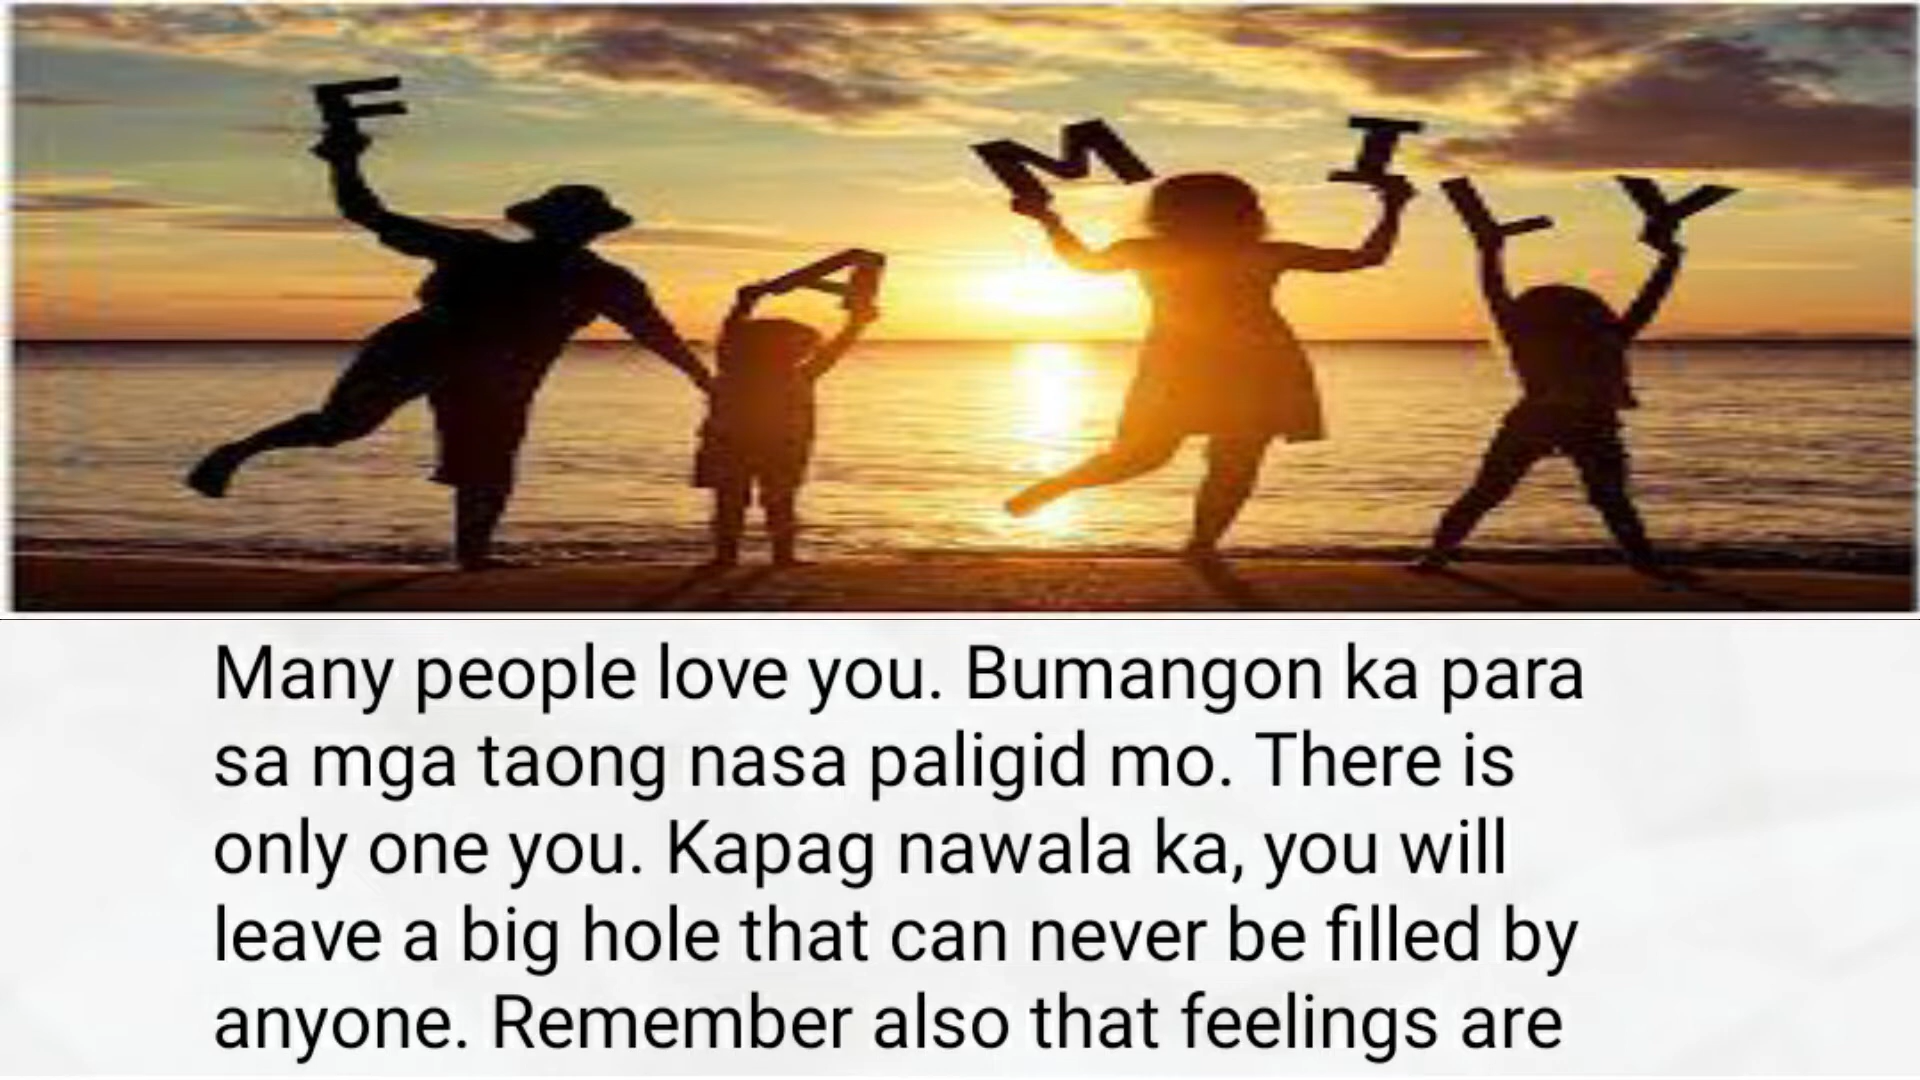 F A M I L Y
Many people love you. Bumangon ka para
sa mga taong nasa paligid mo. There is
only one you. Kapag nawala ka, you will
leave a big hole that can never be filled by
anyone. Remember also that feelings are